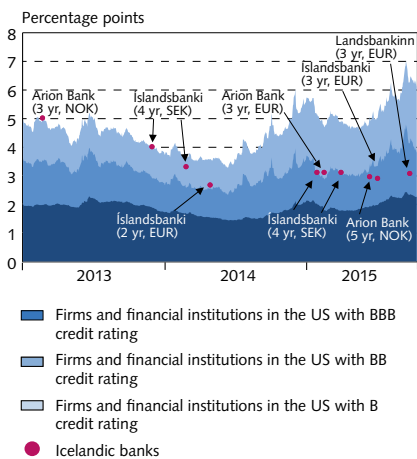 Percentage points
8
7
6
5
4
3
2
1
0
Landsbankinn
(3 yr, EUR)
Íslandsbanki
(3 yr, EUR)
Arion Bank
(3 yr, NOK)
Íslandsbanki
(4 yr, SEK)
Arion Bank
(3 yr, EUR)
Íslandsbanki
(2 yr, EUR)
Íslandsbanki
(4 yr, SEK)
Arion Bank
(5 yr, NOK)
2013
2014
2015
Firms and financial institutions in the US with BBB
credit rating
Firms and financial institutions in the US with BB
credit rating
Firms and financial institutions in the US with B
credit rating
Icelandic banks